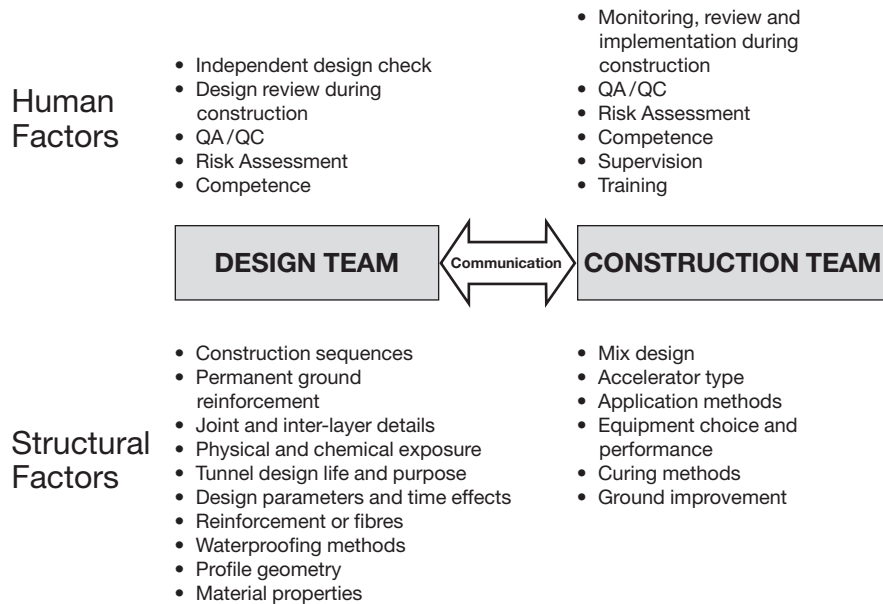 Human
Factors
• Independent design check
• Design review during
construction
• QA/QC
• Risk Assessment
• Competence
• Monitoring, review and
implementation during
construction
• QA/QC
• Risk Assessment
• Competence
• Supervision
• Training
DESIGN TEAM
Communication
CONSTRUCTION TEAM
Structural
Factors
• Construction sequences
• Permanent ground
reinforcement
• Joint and inter-layer details
• Physical and chemical exposure
• Tunnel design life and purpose
• Design parameters and time effects
• Reinforcement or fibres
• Waterproofing methods
• Profile geometry
• Material properties
• Mix design
• Accelerator type
• Application methods
• Equipment choice and
performance
• Curing methods
• Ground improvement